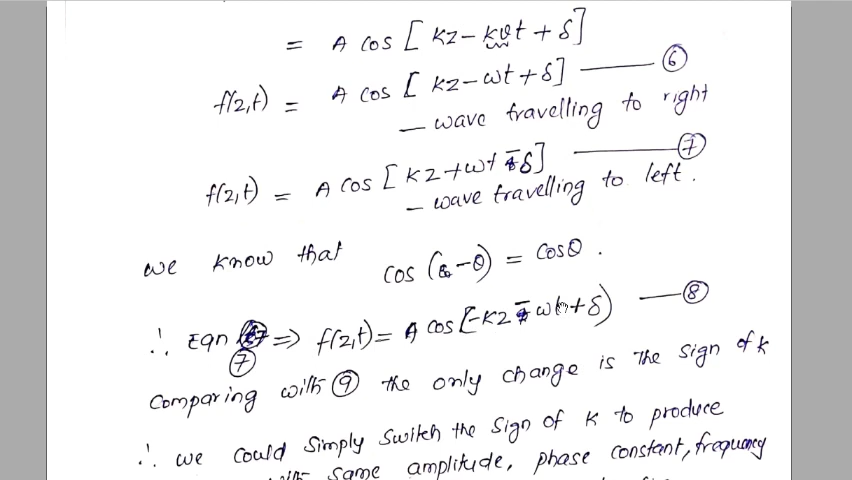 = A cos [ kz - kvt + δ]
f(z,t) = A cos [ kz - ωt + δ] —— ⑥
— wave travelling to right
f(z,t) = A cos [ kz + ωt - δ] —— ⑦
— wave travelling to left.
we know that cos (-θ) = cosθ.
∴ Eqn ⑦ => f(z,t) = A cos [-kz - ωt + δ) —— ⑧
Comparing with ⑨ the only change is the sign of k
∴ we could simply switch the sign of k to produce
same amplitude, phase constant, frequency